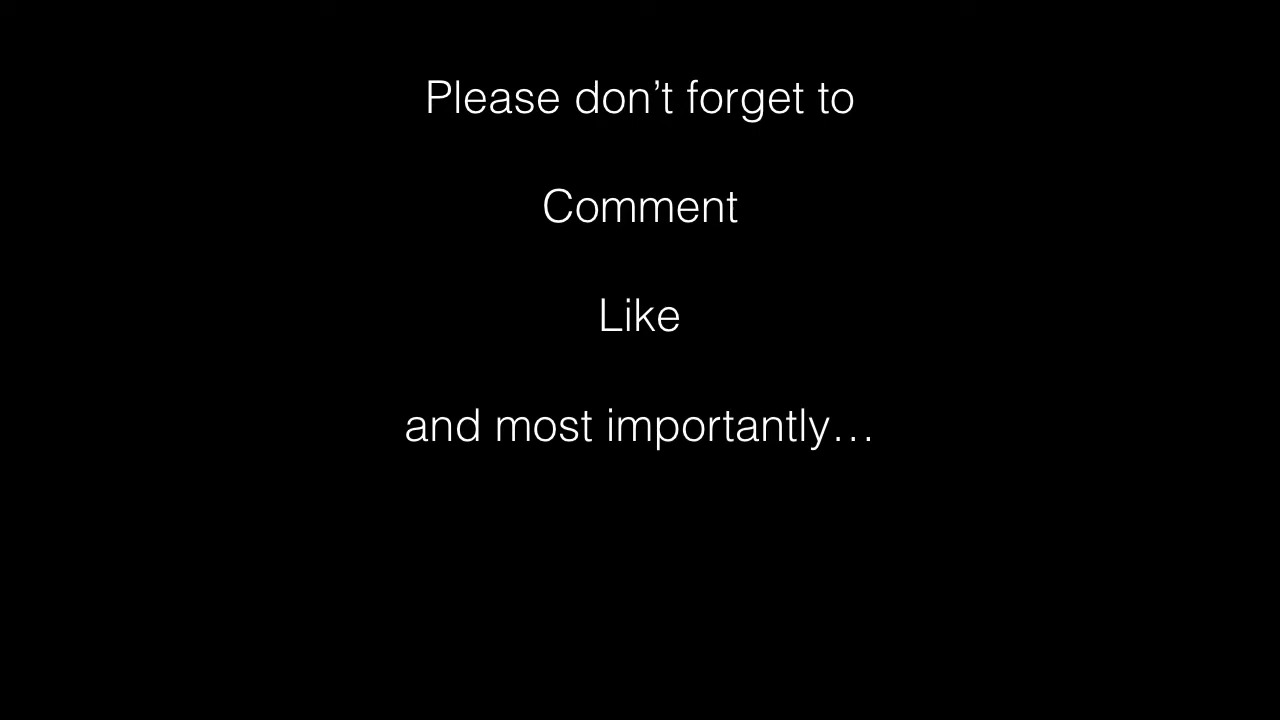 Please don’t forget to
Comment
Like
and most importantly…